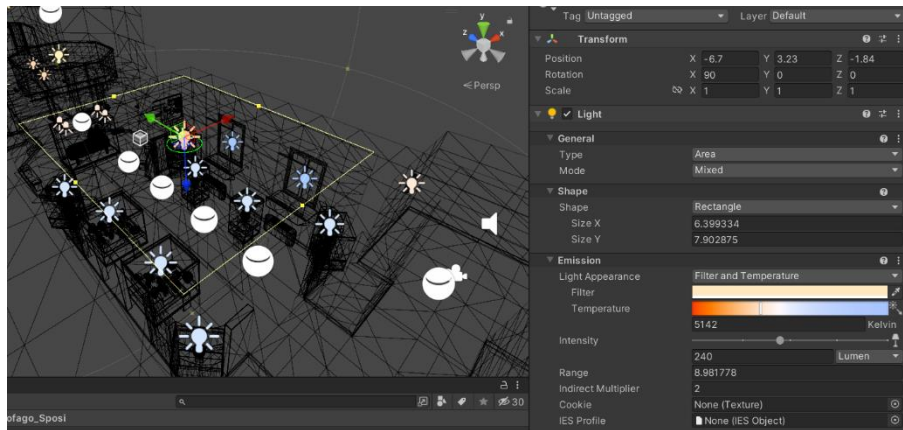 y
z
x
Persp
30
ofago_Sposi
Tag Untagged Layer Default
Transform
Position X -6.7 Y 3.23 Z -1.84
Rotation X 90 Y 0 Z 0
Scale X 1 Y 1 Z 1
Light
General
Type Area
Mode Mixed
Shape
Shape Rectangle
Size X 6.399334
Size Y 7.902875
Emission
Light Appearance Filter and Temperature
Filter
Temperature
5142 Kelvin
Intensity
240 Lumen
Range 8.981778
Indirect Multiplier 2
Cookie None (Texture)
IES Profile None (IES Object)